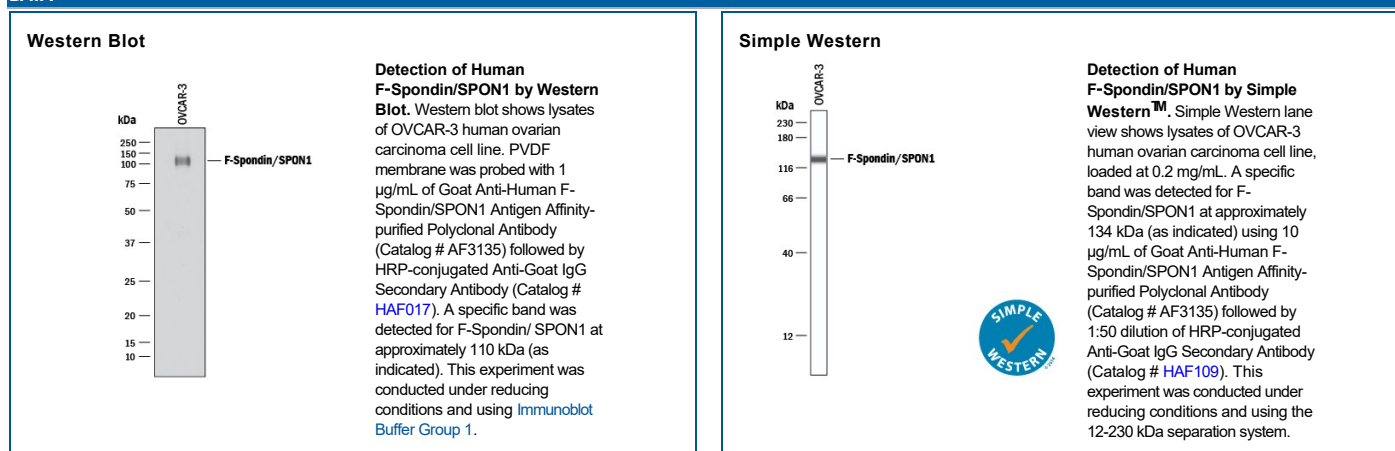 Western Blot
kDa
OVCAR-3
250
150
100
75
50
37
25
20
15
10
F-Spondin/SPON1
Detection of Human
F-Spondin/SPON1 by Western
Blot. Western blot shows lysates
of OVCAR-3 human ovarian
carcinoma cell line. PVDF
membrane was probed with 1
µg/mL of Goat Anti-Human F-
Spondin/SPON1 Antigen Affinity-
purified Polyclonal Antibody
(Catalog # AF3135) followed by
HRP-conjugated Anti-Goat IgG
Secondary Antibody (Catalog #
HAF017). A specific band was
detected for F-Spondin/ SPON1 at
approximately 110 kDa (as
indicated). This experiment was
conducted under reducing
conditions and using Immunoblot
Buffer Group 1.
Simple Western
kDa
OVCAR-3
230
180
116
66
40
12
F-Spondin/SPON1
SIMPLE
WESTERN
Detection of Human
F-Spondin/SPON1 by Simple
Western™. Simple Western lane
view shows lysates of OVCAR-3
human ovarian carcinoma cell line,
loaded at 0.2 mg/mL. A specific
band was detected for F-
Spondin/SPON1 at approximately
134 kDa (as indicated) using 10
µg/mL of Goat Anti-Human F-
Spondin/SPON1 Antigen Affinity-
purified Polyclonal Antibody
(Catalog # AF3135) followed by
1:50 dilution of HRP-conjugated
Anti-Goat IgG Secondary Antibody
(Catalog # HAF109). This
experiment was conducted under
reducing conditions and using the
12-230 kDa separation system.